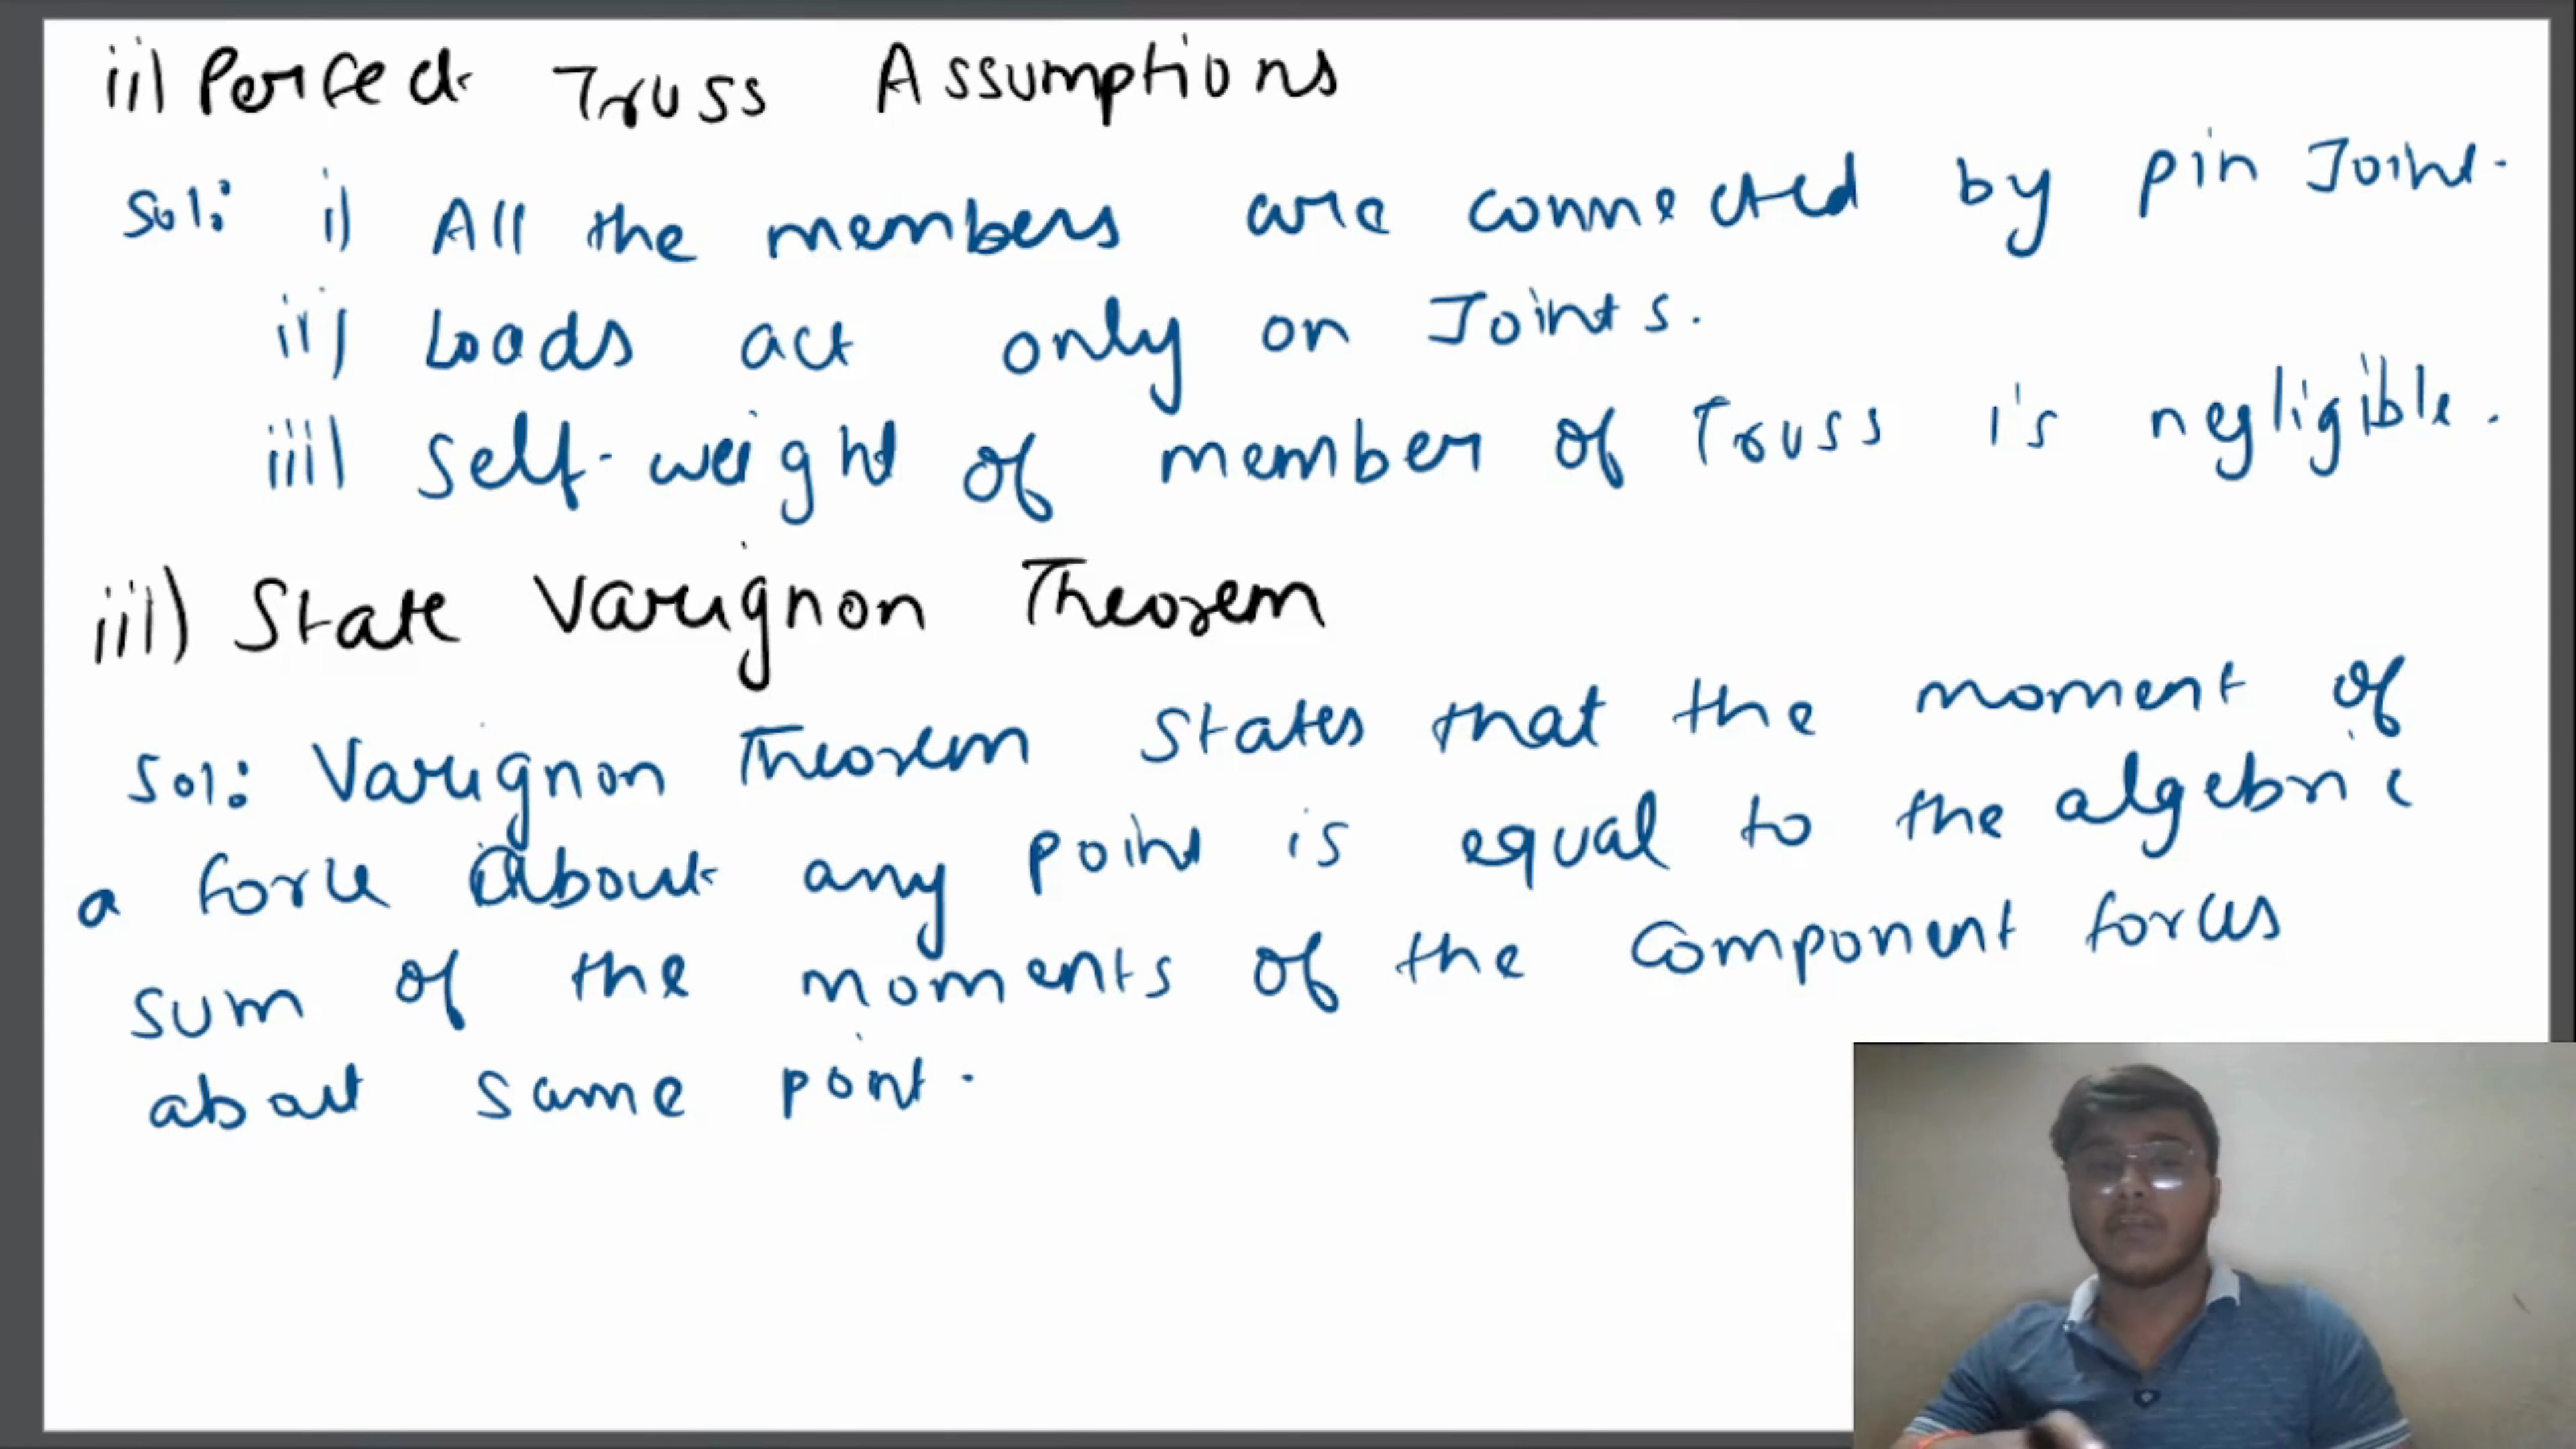 ii) Perfect Truss Assumptions
Sol: i) All the members are connected by pin Joint.
ii) Loads act only on Joints.
iii) Self-weight of member of Truss is negligible.
iii) State Varignon Theorem
Sol: Varignon Theorem States that the moment of
a force About any point is equal to the algebric
sum of the moments of the Component forces
about same point.